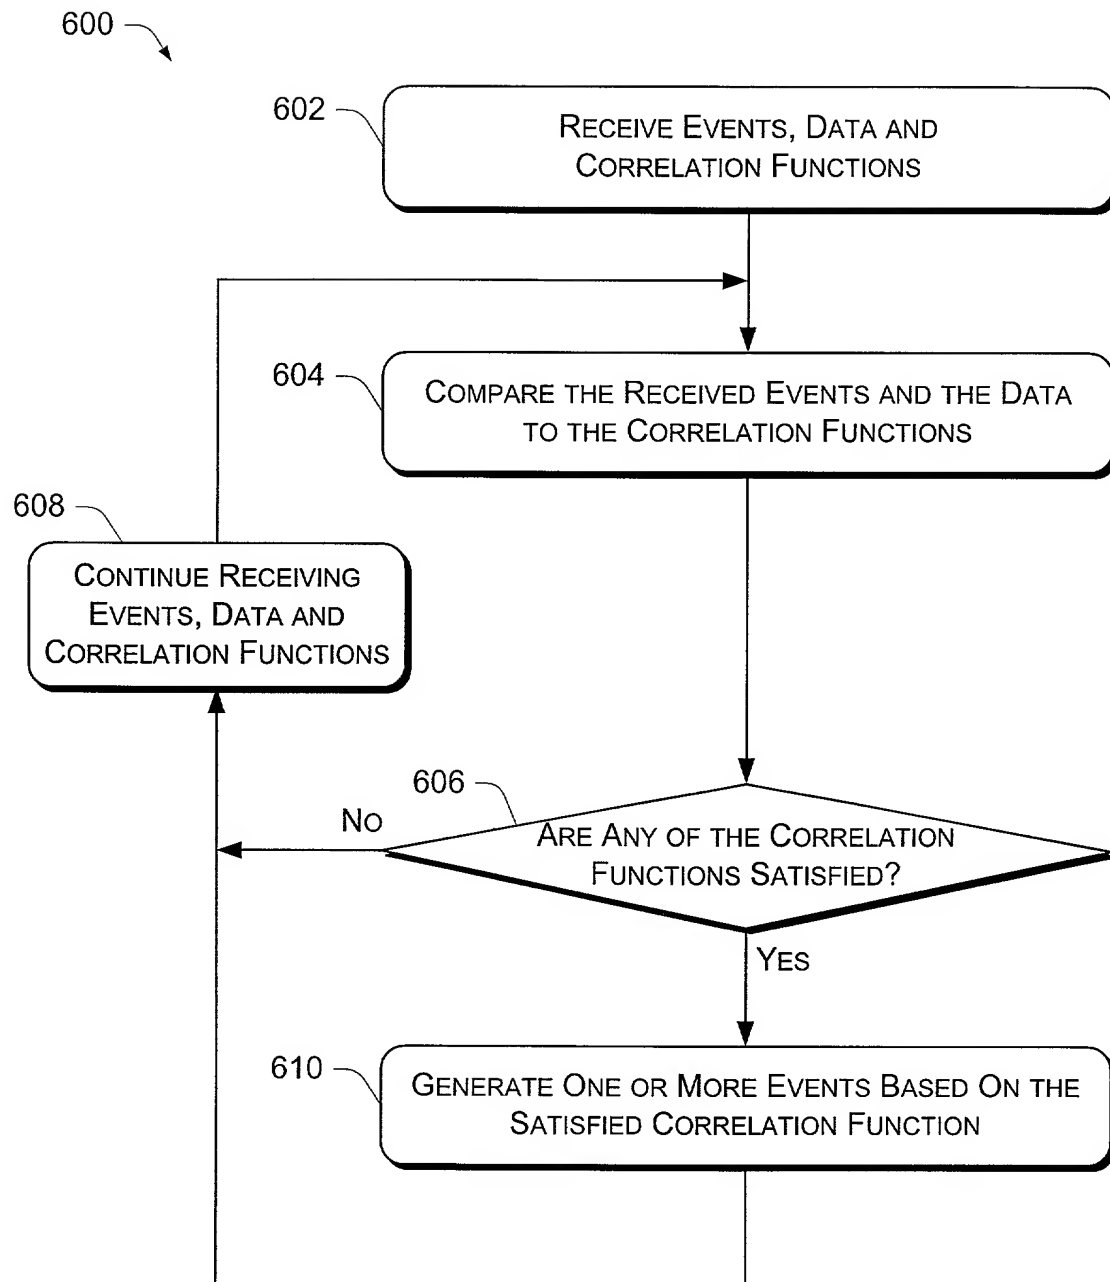 600
602
RECEIVE EVENTS, DATA AND
CORRELATION FUNCTIONS
604
COMPARE THE RECEIVED EVENTS AND THE DATA
TO THE CORRELATION FUNCTIONS
608
CONTINUE RECEIVING
EVENTS, DATA AND
CORRELATION FUNCTIONS
606
NO
ARE ANY OF THE CORRELATION
FUNCTIONS SATISFIED?
YES
610
GENERATE ONE OR MORE EVENTS BASED ON THE
SATISFIED CORRELATION FUNCTION